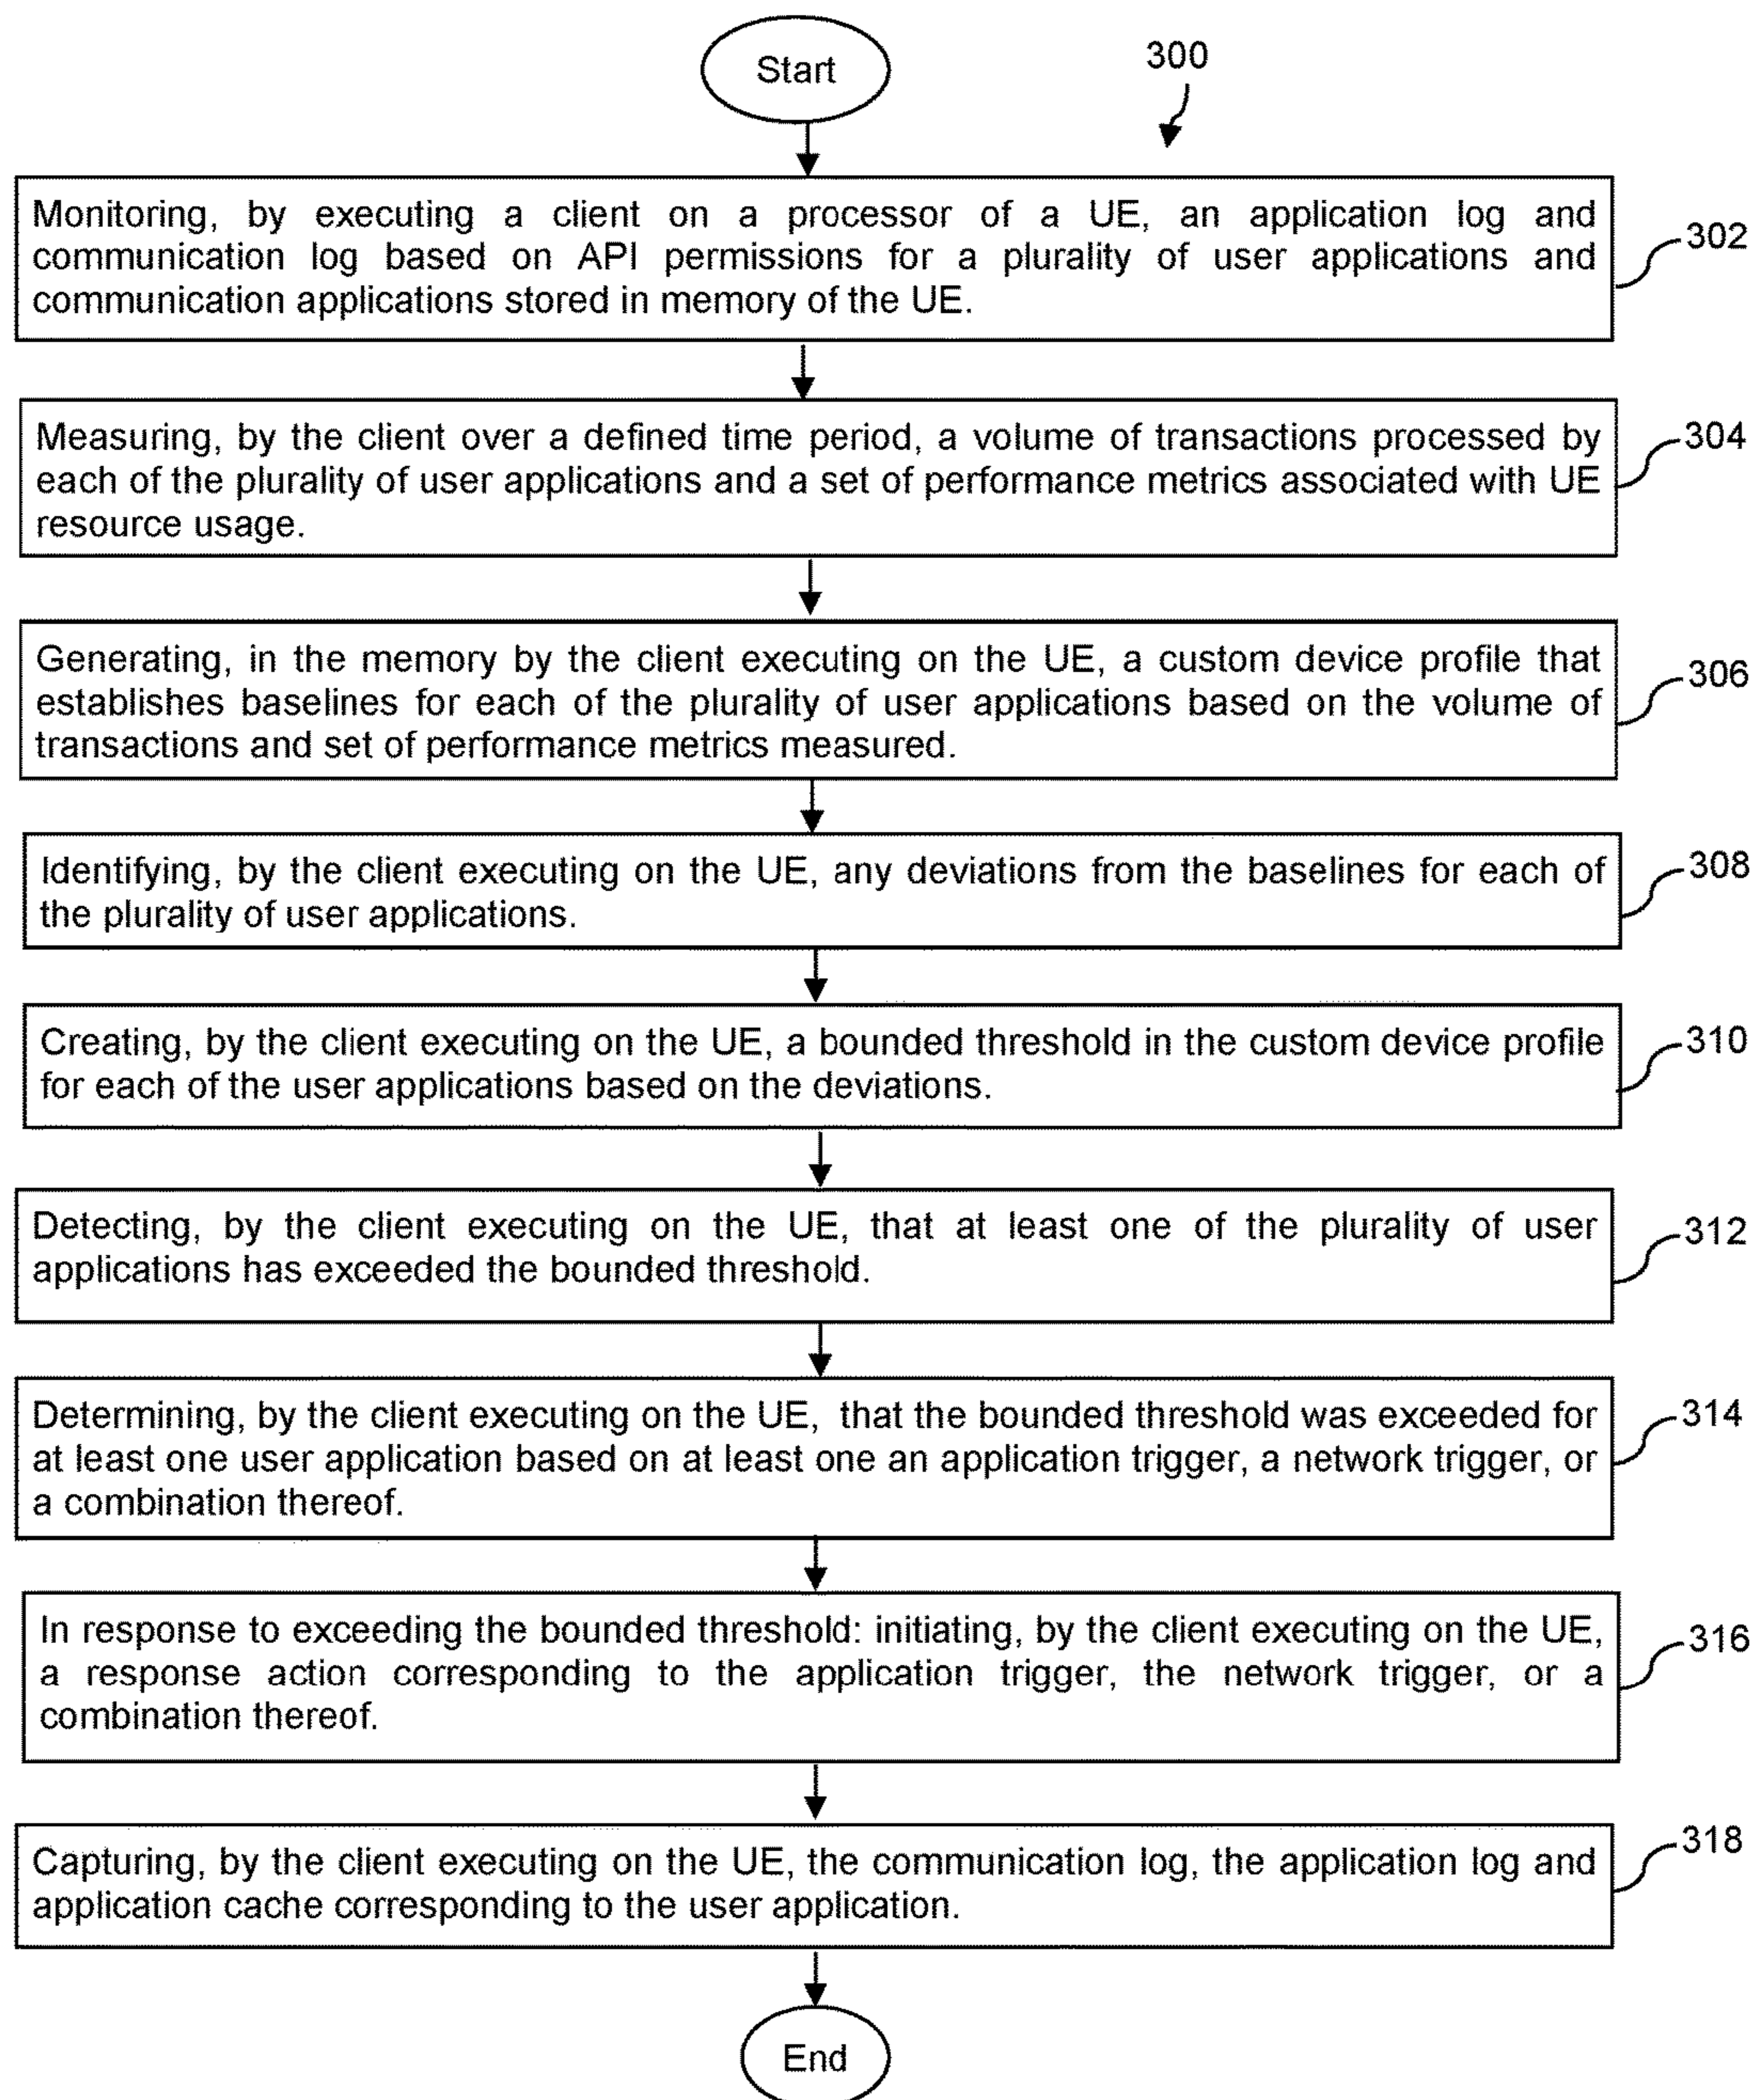 Start
300
Monitoring, by executing a client on a processor of a UE, an application log and
communication log based on API permissions for a plurality of user applications and
communication applications stored in memory of the UE.
302
Measuring, by the client over a defined time period, a volume of transactions processed by
each of the plurality of user applications and a set of performance metrics associated with UE
resource usage.
304
Generating, in the memory by the client executing on the UE, a custom device profile that
establishes baselines for each of the plurality of user applications based on the volume of
transactions and set of performance metrics measured.
306
Identifying, by the client executing on the UE, any deviations from the baselines for each of
the plurality of user applications.
308
Creating, by the client executing on the UE, a bounded threshold in the custom device profile
for each of the user applications based on the deviations.
310
Detecting, by the client executing on the UE, that at least one of the plurality of user
applications has exceeded the bounded threshold.
312
Determining, by the client executing on the UE, that the bounded threshold was exceeded for
at least one user application based on at least one an application trigger, a network trigger, or
a combination thereof.
314
In response to exceeding the bounded threshold: initiating, by the client executing on the UE,
a response action corresponding to the application trigger, the network trigger, or a
combination thereof.
316
Capturing, by the client executing on the UE, the communication log, the application log and
application cache corresponding to the user application.
318
End